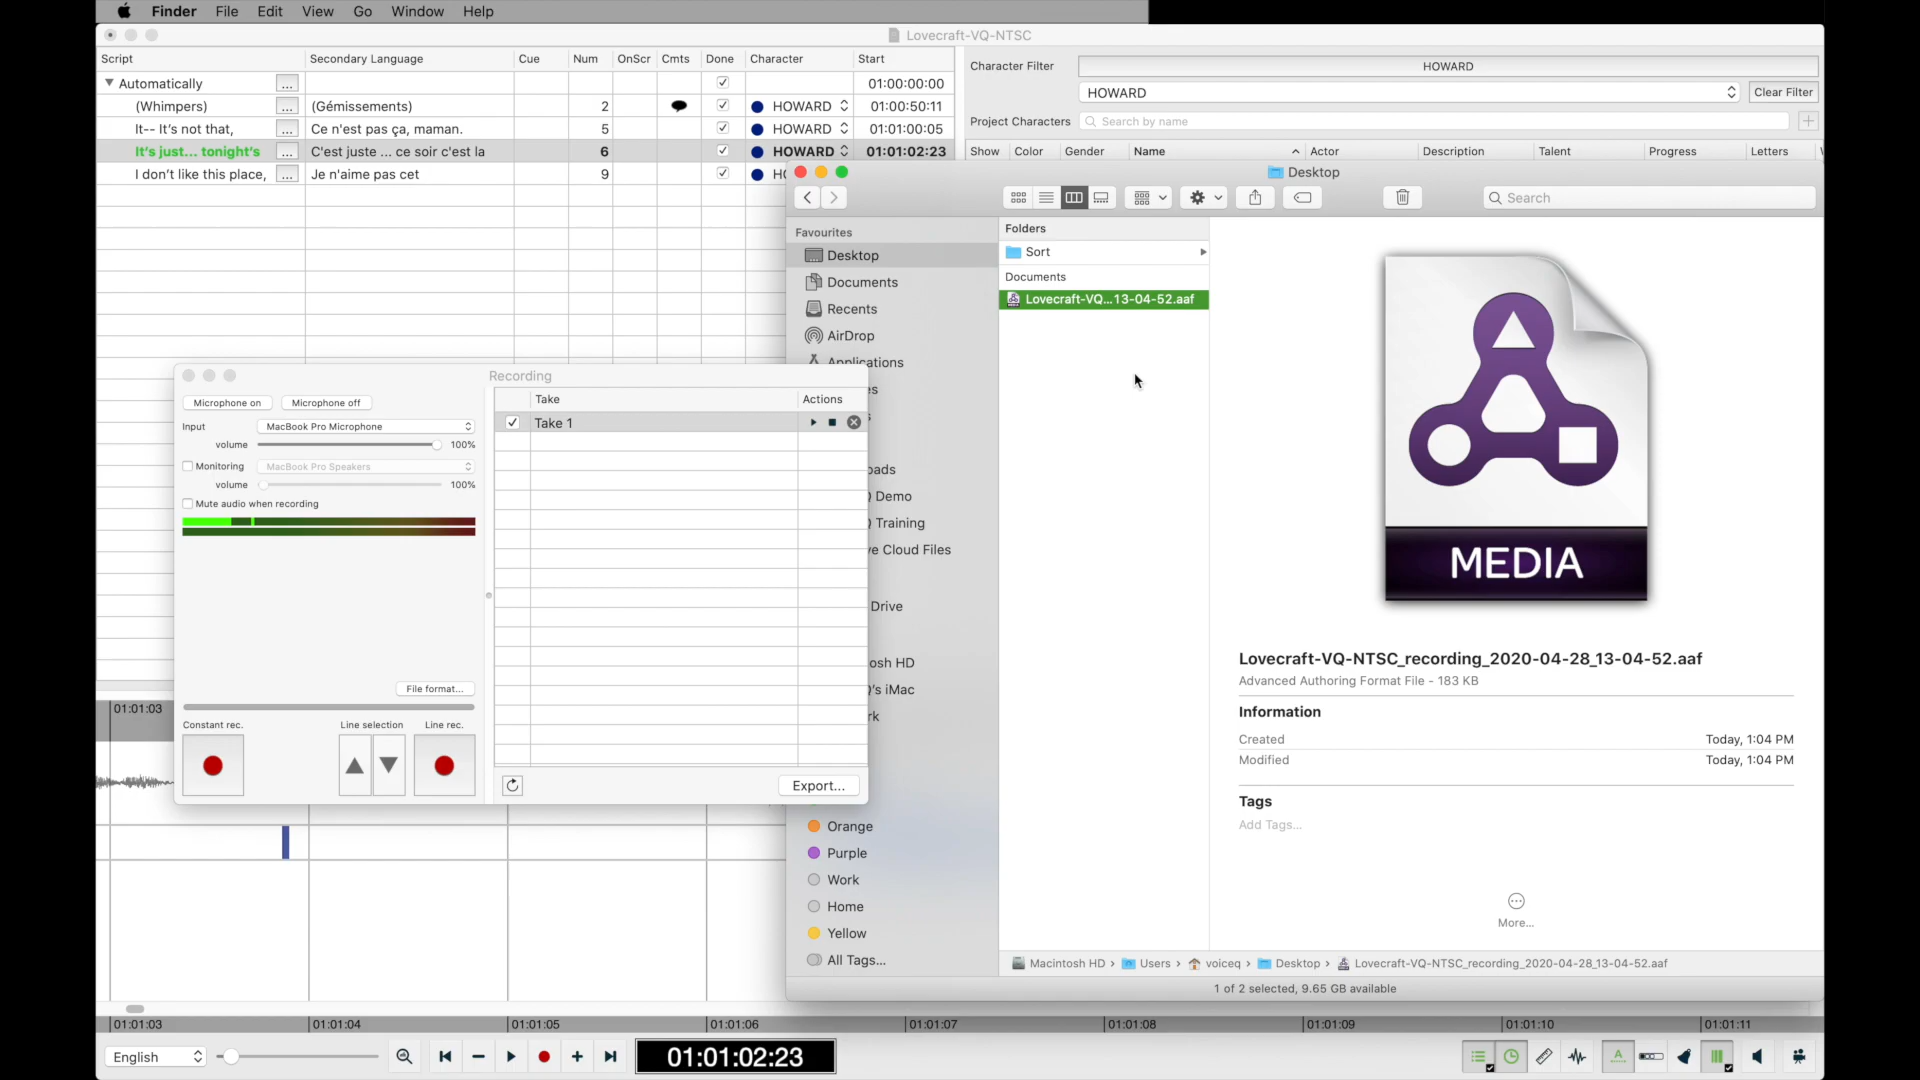 Finder File Edit View Go Window Help
Lovecraft-VQ-NTSC
Script Secondary Language Cue Num OnScr Cmts Done Character Start
Automatically ... 01:00:00:00
(Whimpers) ... (Gémissements) 2 HOWARD 01:00:50:11
It-- It's not that, ... Ce n'est pas ça, maman. 5 HOWARD 01:01:00:05
It's just... tonight's ... C'est juste ... ce soir c'est la 6 HOWARD 01:01:02:23
I don't like this place, ... Je n'aime pas cet 9
Character Filter HOWARD
HOWARD Clear Filter
Project Characters Search by name
Show Color Gender Name Actor Description Talent Progress Letters
Desktop
Search
Favourites
Desktop
Documents
Recents
AirDrop
Applications
es
s
oads
Q Demo
Q Training
ve Cloud Files
Drive
osh HD
Q's iMac
rk
Orange
Purple
Work
Home
Yellow
All Tags...
Folders
Sort
Documents
Lovecraft-VQ...13-04-52.aaf
MEDIA
Lovecraft-VQ-NTSC_recording_2020-04-28_13-04-52.aaf
Advanced Authoring Format File - 183 KB
Information
Created Today, 1:04 PM
Modified Today, 1:04 PM
Tags
Add Tags...
More...
Macintosh HD › Users › voiceq › Desktop › Lovecraft-VQ-NTSC_recording_2020-04-28_13-04-52.aaf
1 of 2 selected, 9.65 GB available
Recording
Microphone on Microphone off
Input MacBook Pro Microphone
volume 100%
Monitoring MacBook Pro Speakers
volume 100%
Mute audio when recording
File format...
Constant rec. Line selection Line rec.
Take Actions
Take 1
Export...
01:01:03
01:01:03 01:01:04 01:01:05 01:01:06 01:01:07 01:01:08 01:01:09 01:01:10 01:01:11
English 01:01:02:23 A